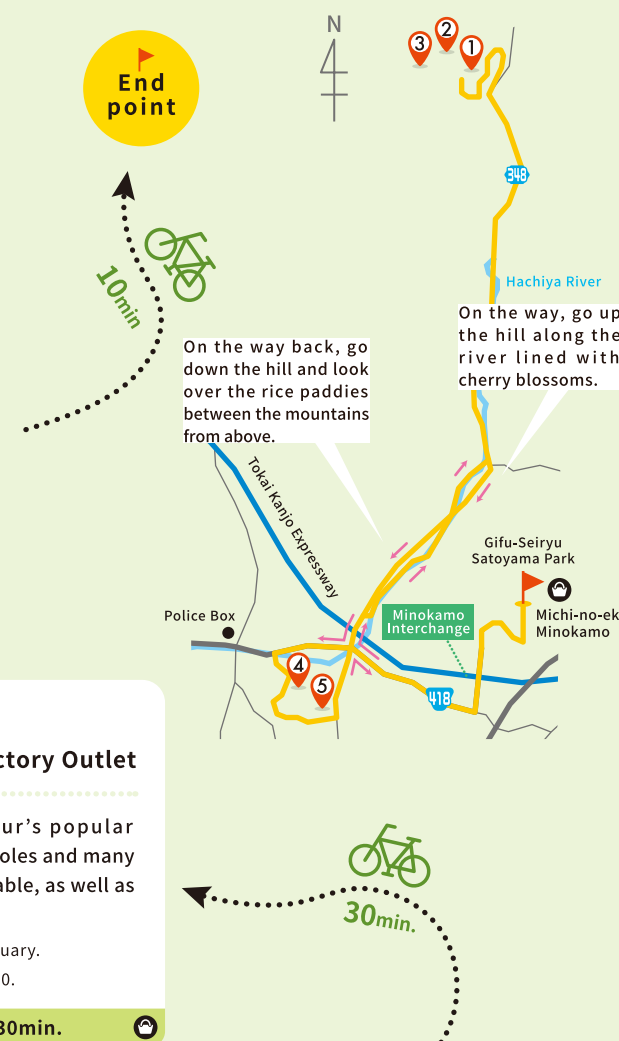 N
2
3
1
End
point
348
10min
Hachiya River
On the way, go up
the hill along the
river lined with
cherry blossoms.
On the way back, go
down the hill and look
over the rice paddies
between the mountains
from above.
Tokai Kanjo Expressway
Gifu-Seiryu
Satoyama Park
Michi-no-ek
Minokamo
Police Box
Minokamo
Interchange
4
5
418
ctory Outlet
ur's popular
oles and many
able, as well as
uary.
0.
30min.
30min.